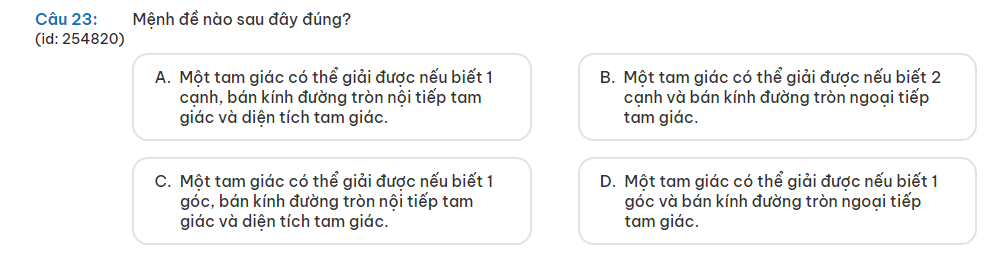 Câu 23: Mệnh đề nào sau đây đúng?
(id: 254820)
A. Một tam giác có thể giải được nếu biết 1
cạnh, bán kính đường tròn nội tiếp tam
giác và diện tích tam giác.
B. Một tam giác có thể giải được nếu biết 2
cạnh và bán kính đường tròn ngoại tiếp
tam giác.
C. Một tam giác có thể giải được nếu biết 1
góc, bán kính đường tròn nội tiếp tam
giác và diện tích tam giác.
D. Một tam giác có thể giải được nếu biết 1
góc và bán kính đường tròn ngoại tiếp
tam giác.